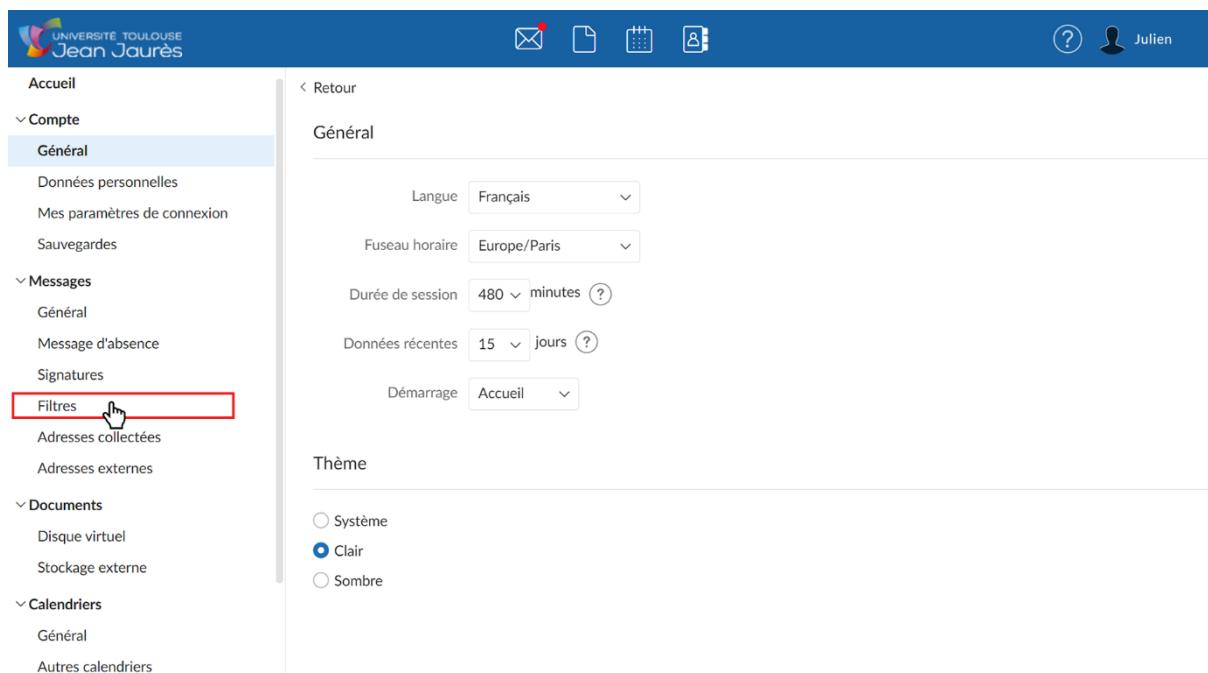 UNIVERSITÉ TOULOUSE
Jean Jaurès
Julien
Accueil
Compte
Général
Données personnelles
Mes paramètres de connexion
Sauvegardes
Messages
Général
Message d'absence
Signatures
Filtres
Adresses collectées
Adresses externes
Documents
Disque virtuel
Stockage externe
Calendriers
Général
Autres calendriers
Retour
Général
Langue Français
Fuseau horaire Europe/Paris
Durée de session 480 minutes ?
Données récentes 15 jours ?
Démarrage Accueil
Thème
Système
Clair
Sombre